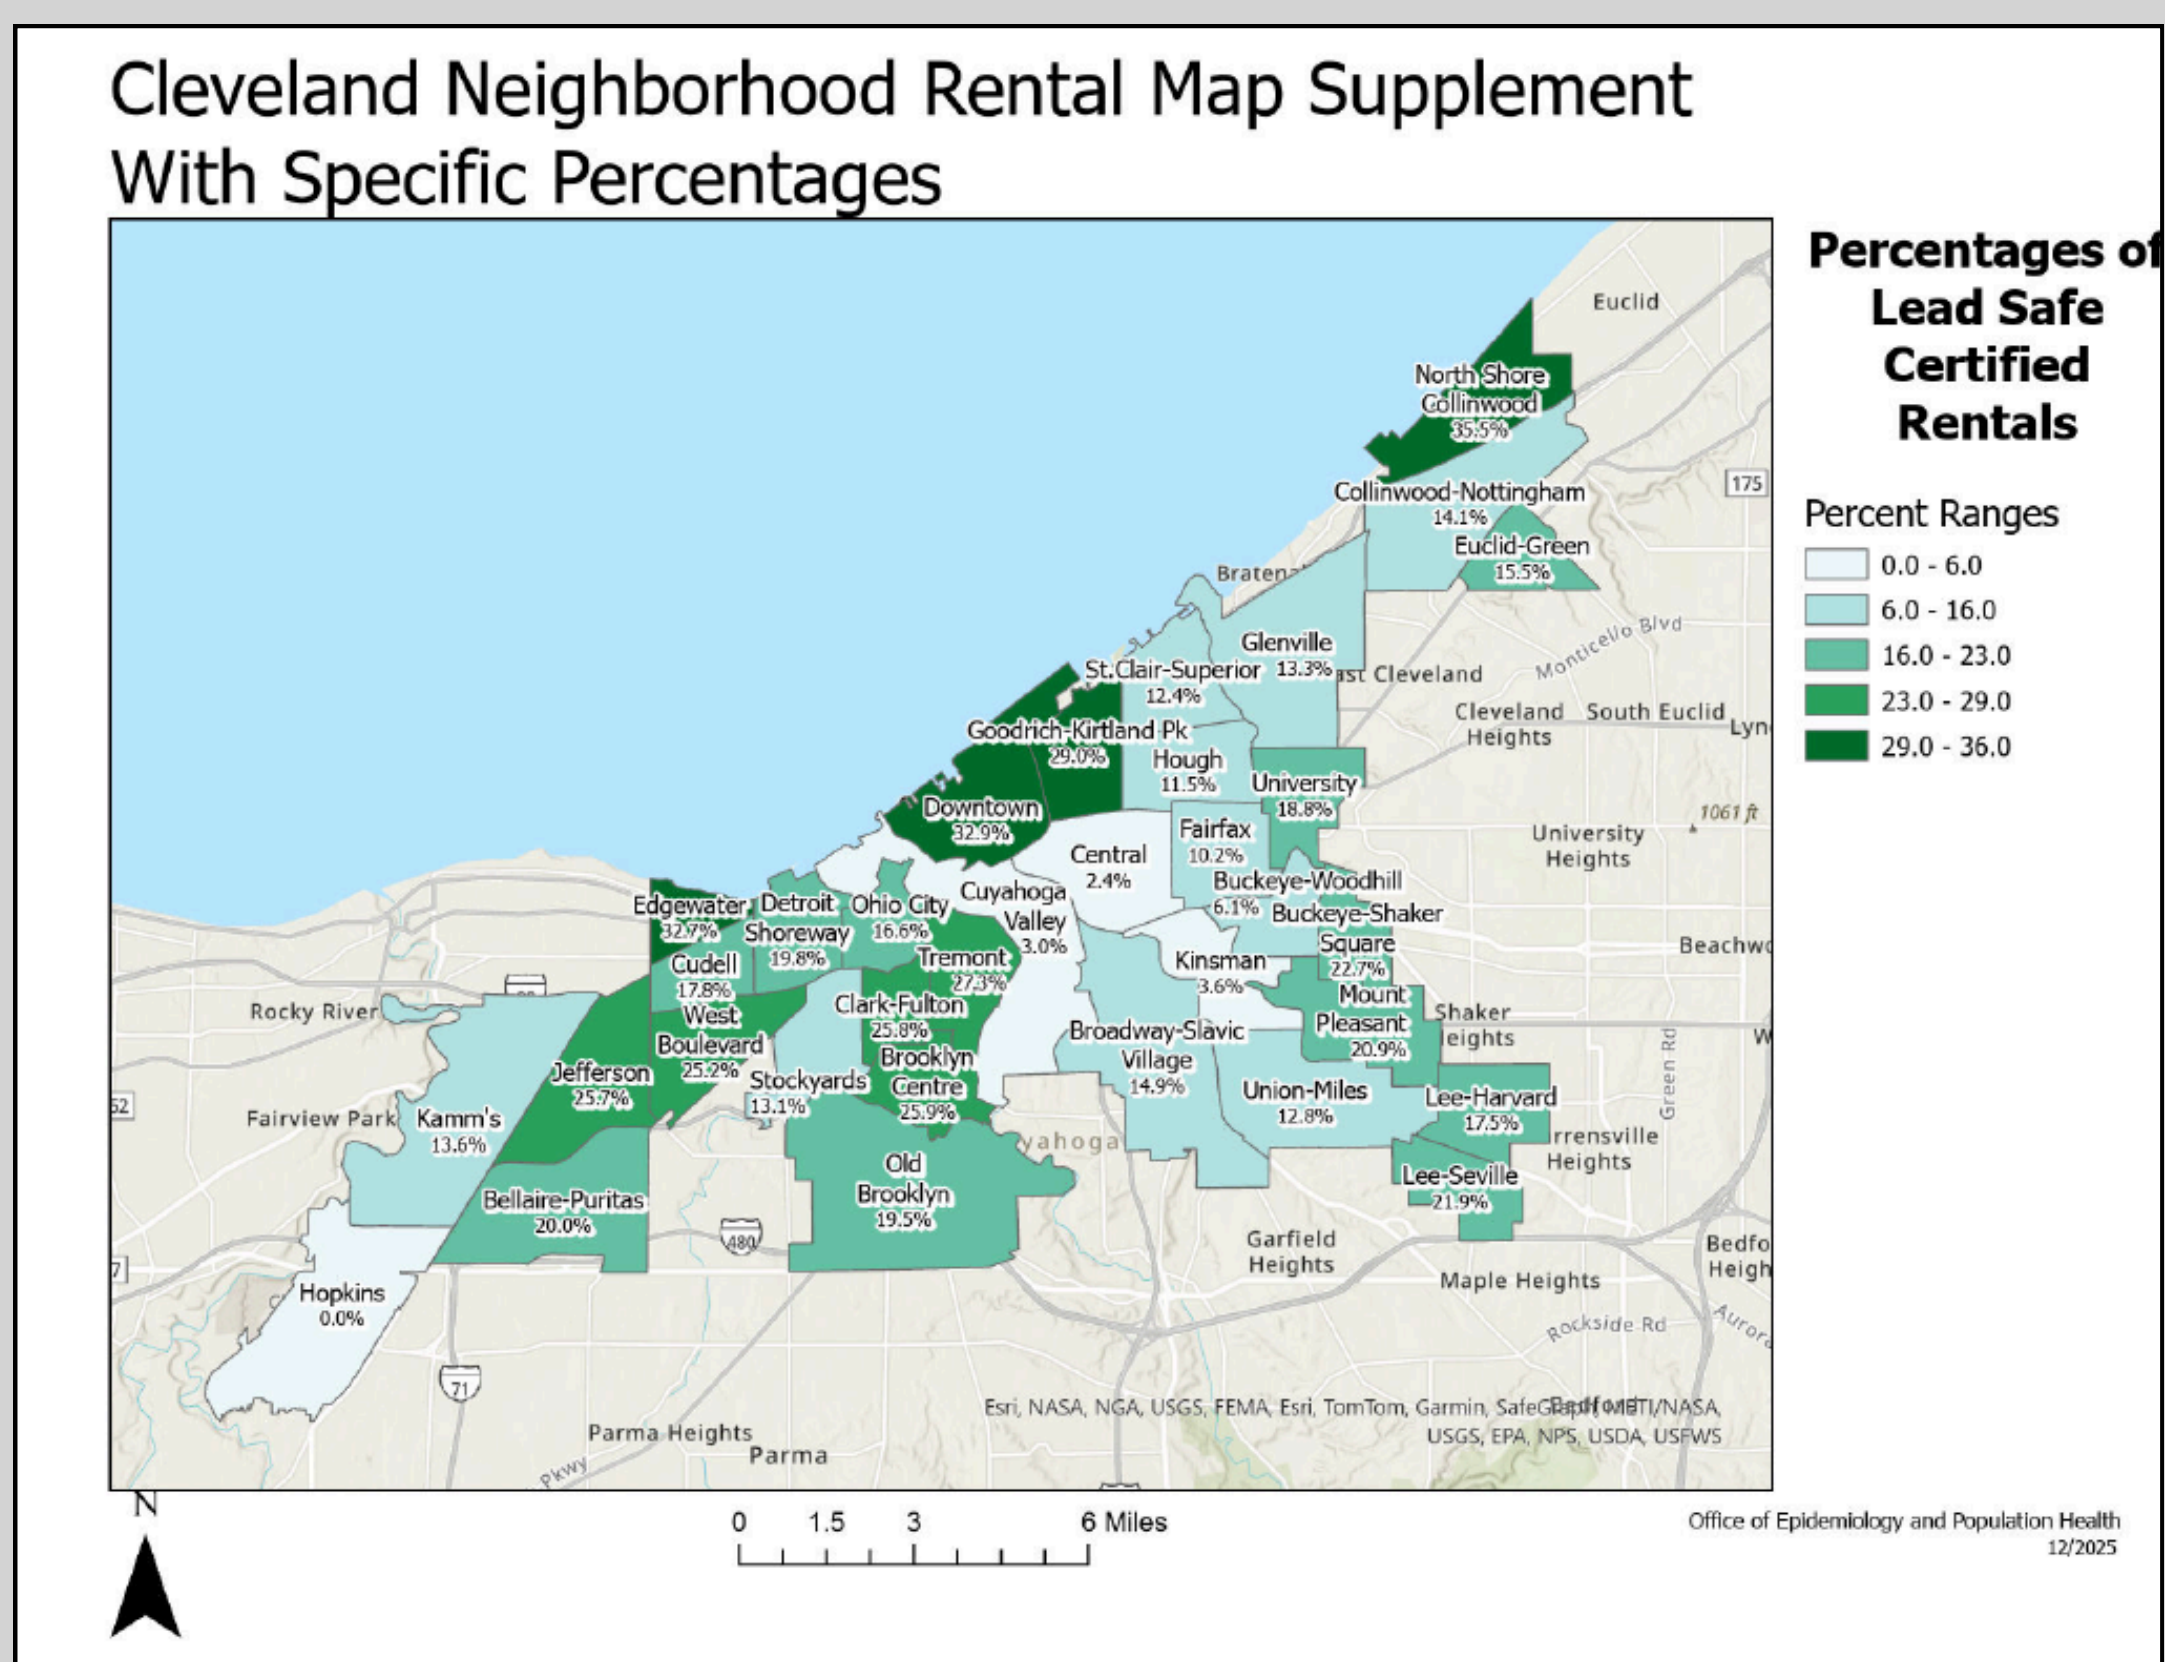 Cleveland Neighborhood Rental Map Supplement
With Specific Percentages
Percentages of
Lead Safe
Certified
Rentals
Percent Ranges
0.0 - 6.0
6.0 - 16.0
16.0 - 23.0
23.0 - 29.0
29.0 - 36.0
Euclid
North Shore
Collinwood
35.5%
175
Collinwood-Nottingham
14.1%
Euclid-Green
15.5%
Monticello Blvd
Glenville
13.3%
St.Clair-Superior
12.4%
Cleveland
Cleveland
Heights
South Euclid
Goodrich-Kirtland Pk
29.0%
Hough
11.5%
University
18.8%
Downtown
32.9%
Fairfax
10.2%
1061 ft
University
Heights
Central
2.4%
Buckeye-Woodhill
6.1%
Buckeye-Shaker
Square
22.7%
Cuyahoga
Valley
3.0%
Edgewater
32.7%
Detroit
Shoreway
19.8%
Ohio City
16.6%
Tremont
27.3%
Cudell
17.8%
Kinsman
3.6%
Mount
Pleasant
20.9%
Shaker
Rocky River
West
Boulevard
25.2%
Clark-Fulton
25.8%
Brooklyn
Centre
25.9%
Broadway-Slavic
Village
14.9%
Jefferson
25.7%
Stockyards
13.1%
Union-Miles
12.8%
Lee-Harvard
17.5%
Green Rd
Fairview Park
Kamm's
13.6%
Heights
Old
Brooklyn
19.5%
Lee-Seville
21.9%
Bellaire-Puritas
20.0%
480
Garfield
Heights
Maple Heights
Hopkins
0.0%
Rockside Rd
71
Parma Heights
Parma
Pkwy
Esri, NASA, NGA, USGS, FEMA, Esri, TomTom, Garmin, SafeGraph, METI/NASA,
USGS, EPA, NPS, USDA, USFWS
N
0 1.5 3 6 Miles
Office of Epidemiology and Population Health
12/2025